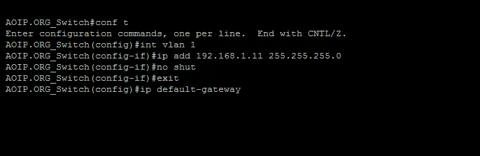 AOIP.ORG_Switch#conf t
Enter configuration commands, one per line.  End with CNTL/Z.
AOIP.ORG_Switch(config)#int vlan 1
AOIP.ORG_Switch(config-if)#ip add 192.168.1.11 255.255.255.0
AOIP.ORG_Switch(config-if)#no shut
AOIP.ORG_Switch(config-if)#exit
AOIP.ORG_Switch(config)#ip default-gateway